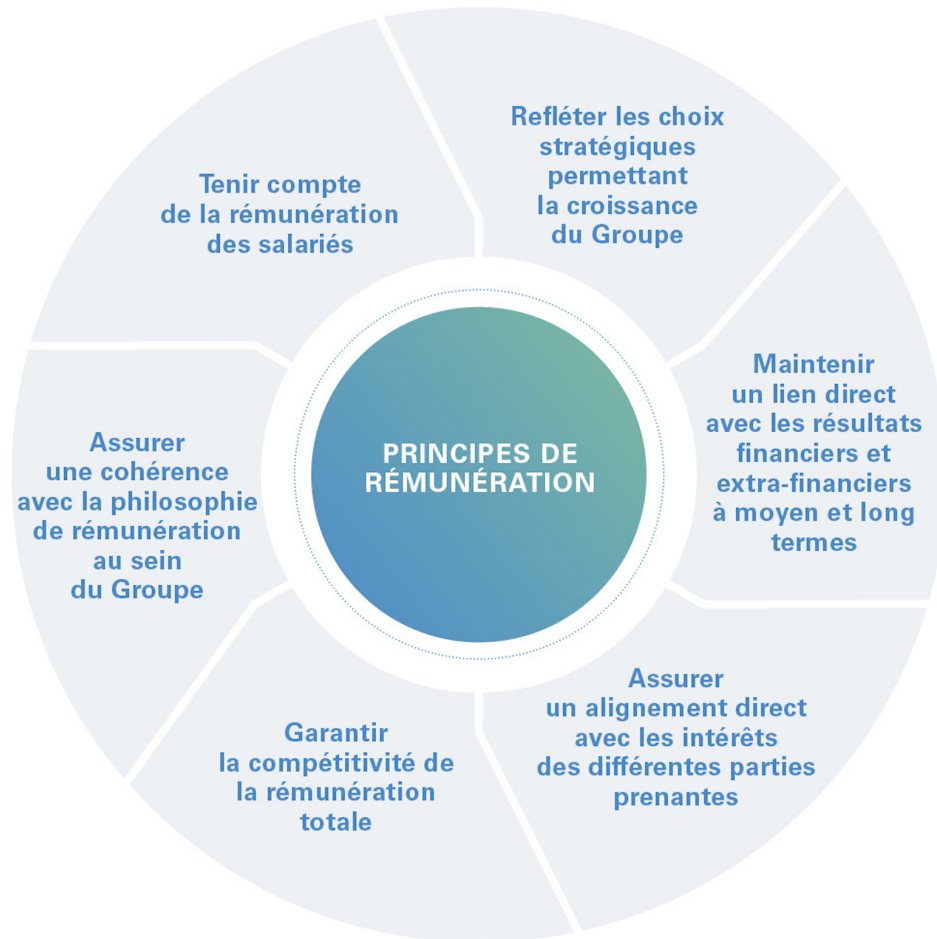 Refléter les choix
stratégiques
permettant
la croissance
du Groupe
Maintenir
un lien direct
avec les résultats
financiers et
extra-financiers
à moyen et long
termes
Assurer
un alignement direct
avec les intérêts
des différentes parties
prenantes
Garantir
la compétitivité de
la rémunération
totale
Assurer
une cohérence
avec la philosophie
de rémunération
au sein
du Groupe
Tenir compte
de la rémunération
des salariés
PRINCIPES DE
RÉMUNÉRATION